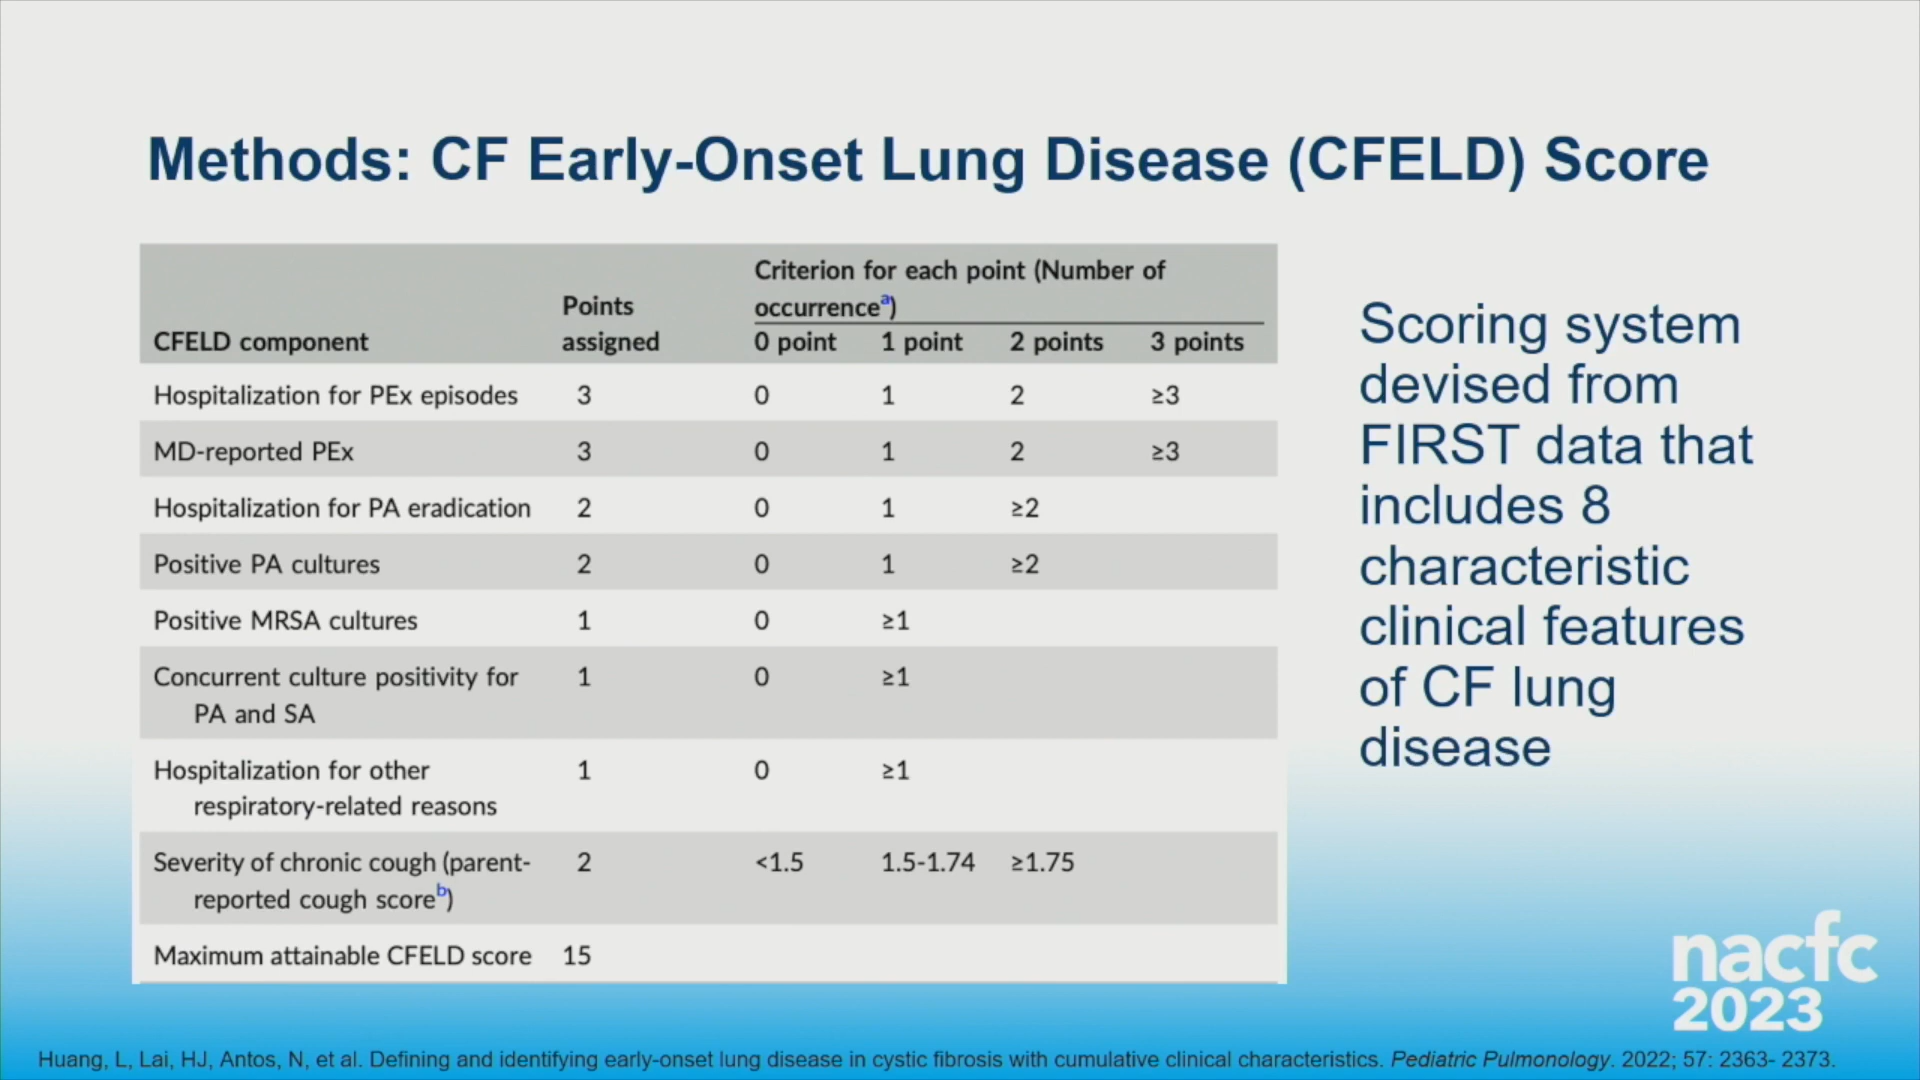 Methods: CF Early-Onset Lung Disease (CFELD) Score
CFELD component Points assigned Criterion for each point (Number of occurrenceᵃ)
0 point 1 point 2 points 3 points
Hospitalization for PEx episodes 3 0 1 2 ≥3
MD-reported PEx 3 0 1 2 ≥3
Hospitalization for PA eradication 2 0 1 ≥2
Positive PA cultures 2 0 1 ≥2
Positive MRSA cultures 1 0 ≥1
Concurrent culture positivity for 1 0 ≥1
PA and SA
Hospitalization for other 1 0 ≥1
respiratory-related reasons
Severity of chronic cough (parent- 2 <1.5 1.5-1.74 ≥1.75
reported cough scoreᵇ)
Maximum attainable CFELD score 15
Scoring system
devised from
FIRST data that
includes 8
characteristic
clinical features
of CF lung
disease
nacfc
2023
Huang, L, Lai, HJ, Antos, N, et al. Defining and identifying early-onset lung disease in cystic fibrosis with cumulative clinical characteristics. Pediatric Pulmonology. 2022; 57: 2363- 2373.